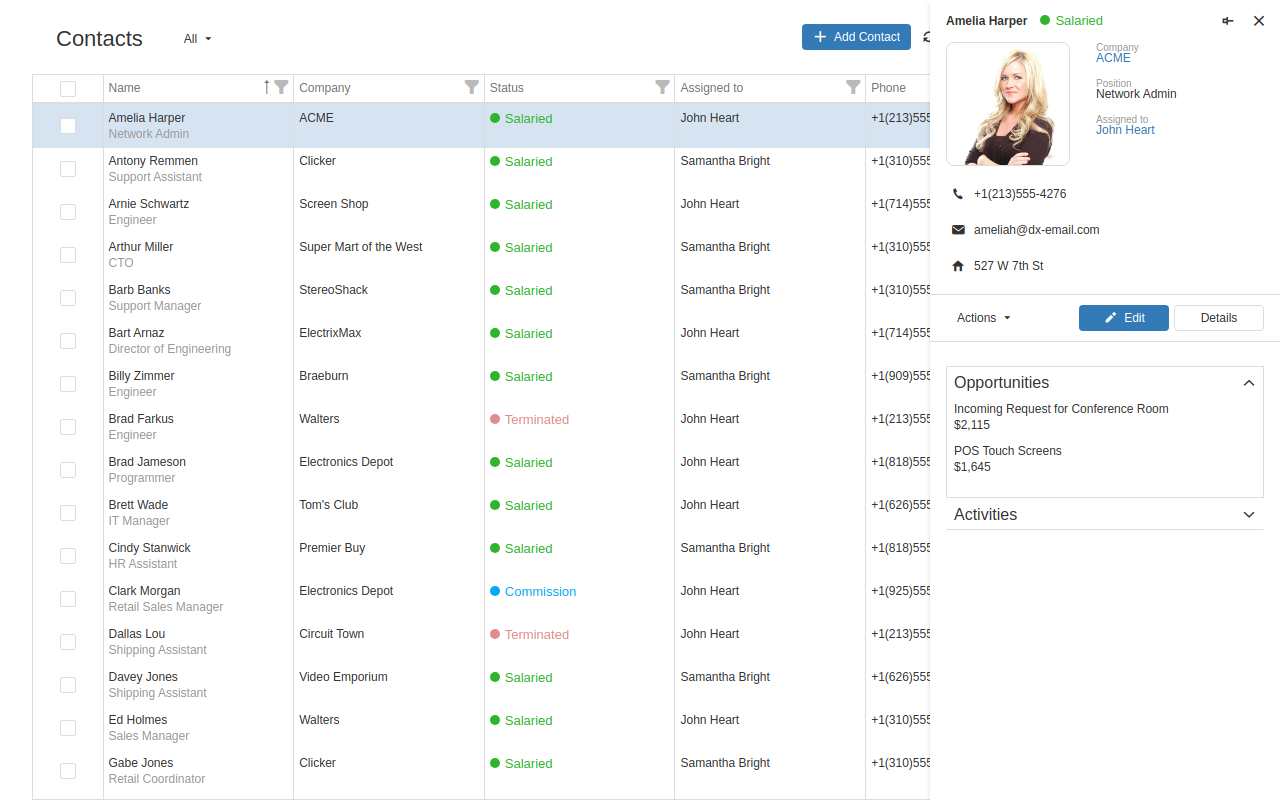 Contacts
All
Add Contact
Name
Company
Status
Assigned to
Phone
Amelia Harper
Network Admin
ACME
Salaried
John Heart
+1(213)555
Antony Remmen
Support Assistant
Clicker
Salaried
Samantha Bright
+1(310)555
Arnie Schwartz
Engineer
Screen Shop
Salaried
John Heart
+1(714)555
Arthur Miller
CTO
Super Mart of the West
Salaried
Samantha Bright
+1(310)555
Barb Banks
Support Manager
StereoShack
Salaried
Samantha Bright
+1(310)555
Bart Arnaz
Director of Engineering
ElectrixMax
Salaried
John Heart
+1(714)555
Billy Zimmer
Engineer
Braeburn
Salaried
Samantha Bright
+1(909)555
Brad Farkus
Engineer
Walters
Terminated
John Heart
+1(213)555
Brad Jameson
Programmer
Electronics Depot
Salaried
John Heart
+1(818)555
Brett Wade
IT Manager
Tom's Club
Salaried
John Heart
+1(626)555
Cindy Stanwick
HR Assistant
Premier Buy
Salaried
Samantha Bright
+1(818)555
Clark Morgan
Retail Sales Manager
Electronics Depot
Commission
John Heart
+1(925)555
Dallas Lou
Shipping Assistant
Circuit Town
Terminated
John Heart
+1(213)555
Davey Jones
Shipping Assistant
Video Emporium
Salaried
Samantha Bright
+1(626)555
Ed Holmes
Sales Manager
Walters
Salaried
John Heart
+1(310)555
Gabe Jones
Retail Coordinator
Clicker
Salaried
Samantha Bright
+1(310)555
Amelia Harper
Salaried
Company
ACME
Position
Network Admin
Assigned to
John Heart
+1(213)555-4276
ameliah@dx-email.com
527 W 7th St
Actions
Edit
Details
Opportunities
Incoming Request for Conference Room
$2,115
POS Touch Screens
$1,645
Activities